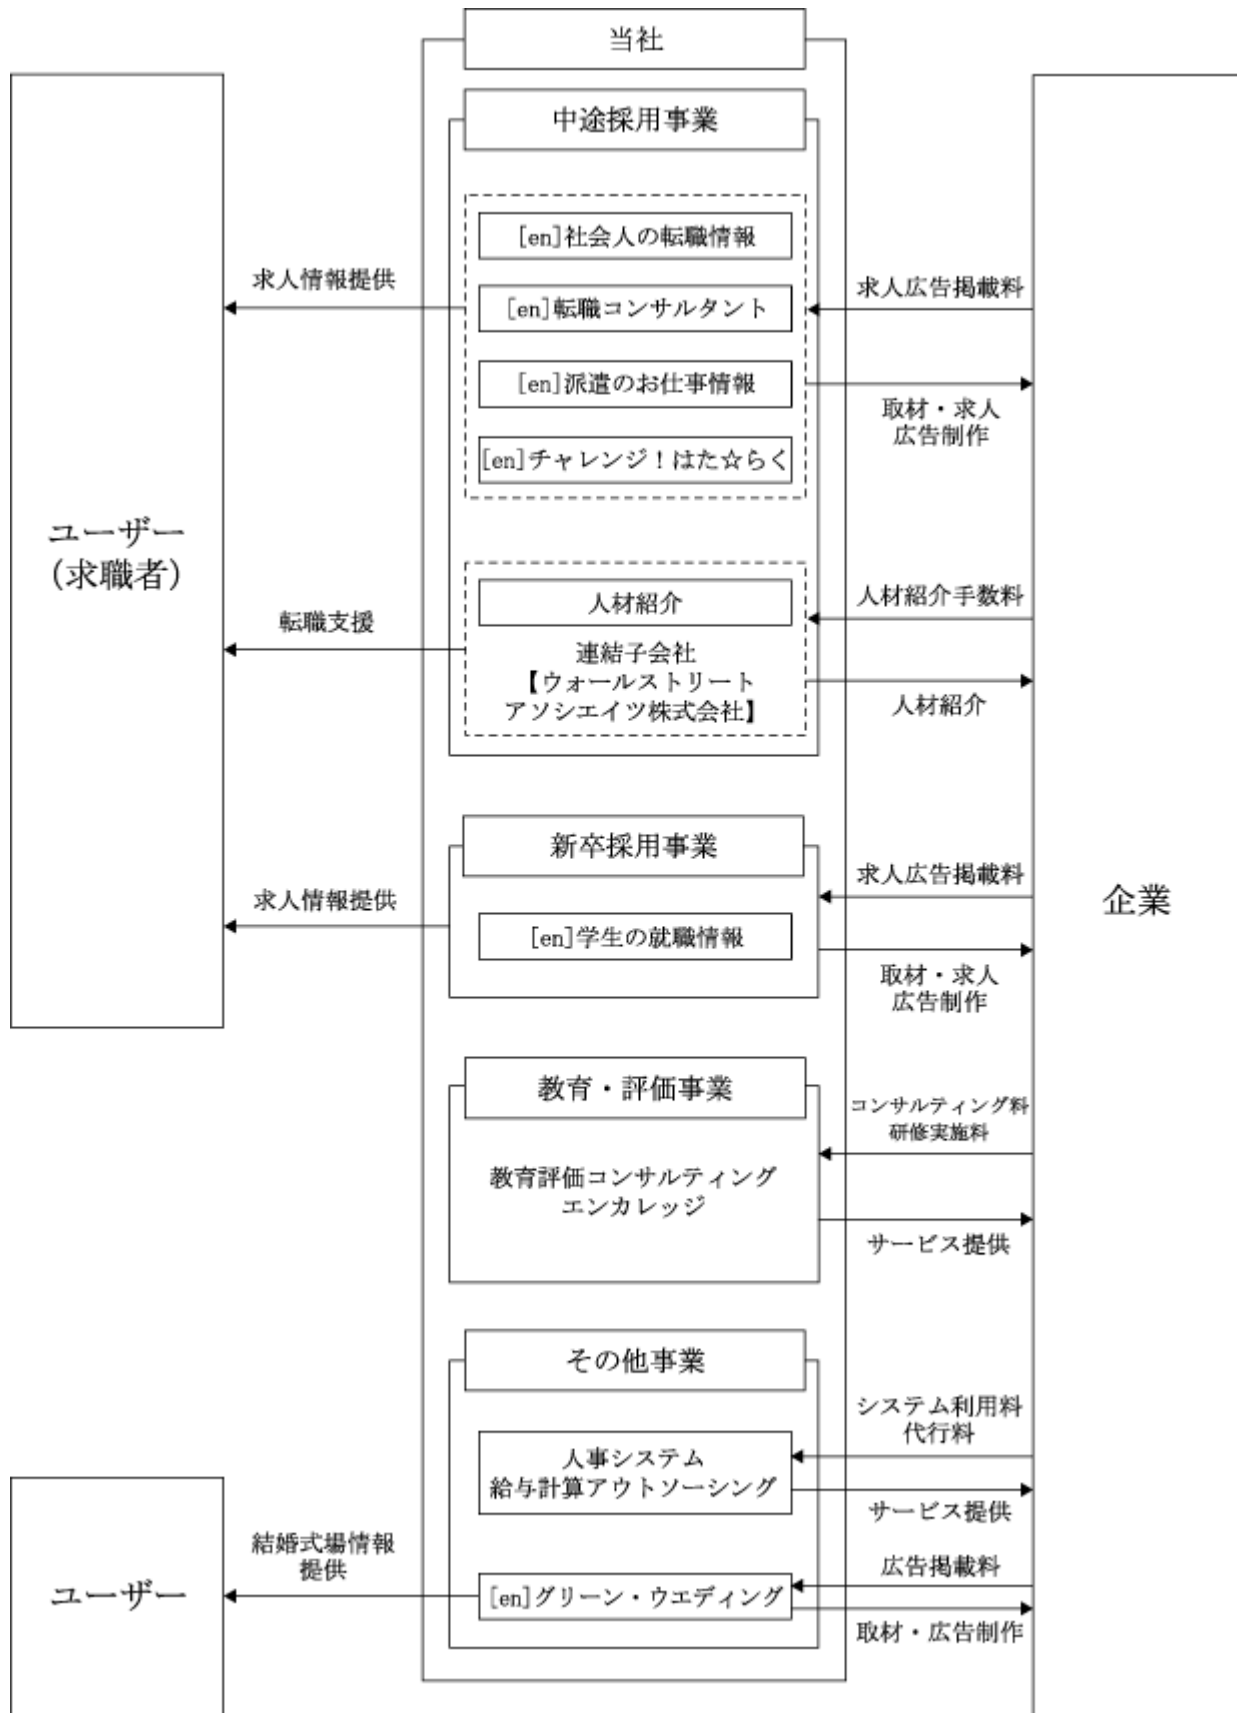 当社
中途採用事業
[en]社会人の転職情報
求人情報提供
求人広告掲載料
[en]転職コンサルタント
[en]派遣のお仕事情報
取材・求人
広告制作
[en]チャレンジ！はた☆らく
ユーザー
（求職者）
人材紹介
人材紹介手数料
転職支援
連結子会社
【ウォールストリート
アソシエイツ株式会社】
人材紹介
新卒採用事業
求人広告掲載料
求人情報提供
企業
[en]学生の就職情報
取材・求人
広告制作
教育・評価事業
コンサルティング料
研修実施料
教育評価コンサルティング
エンカレッジ
サービス提供
その他事業
システム利用料
代行料
人事システム
給与計算アウトソーシング
サービス提供
結婚式場情報
提供
広告掲載料
ユーザー
[en]グリーン・ウエディング
取材・広告制作